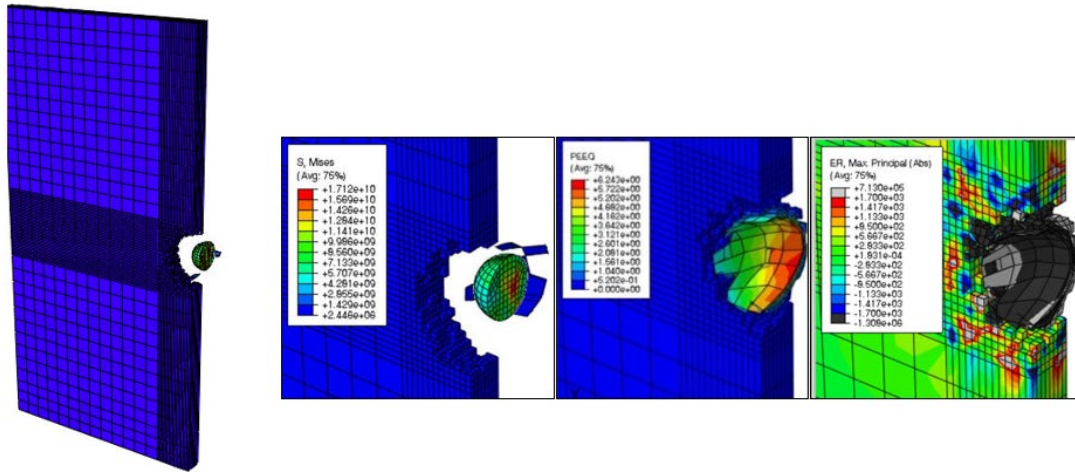 S, Mises
(Avg: 75%)
+1.712e+10
+1.569e+10
+1.426e+10
+1.284e+10
+1.141e+10
+9.986e+09
+8.560e+09
+7.133e+09
+5.707e+09
+4.281e+09
+2.855e+09
+1.429e+09
+2.446e+06
PEEQ
(Avg: 75%)
+6.243e+00
+5.722e+00
+5.202e+00
+4.682e+00
+4.162e+00
+3.642e+00
+3.121e+00
+2.601e+00
+2.081e+00
+1.561e+00
+1.040e+00
+5.202e-01
+0.000e+00
ER, Max. Principal (Abs)
(Avg: 75%)
+7.130e+05
+1.700e+03
+1.417e+03
+1.133e+03
+8.500e+02
+5.667e+02
+2.833e+02
+1.831e-04
-2.833e+02
-5.667e+02
-8.500e+02
-1.133e+03
-1.417e+03
-1.700e+03
-1.308e+06